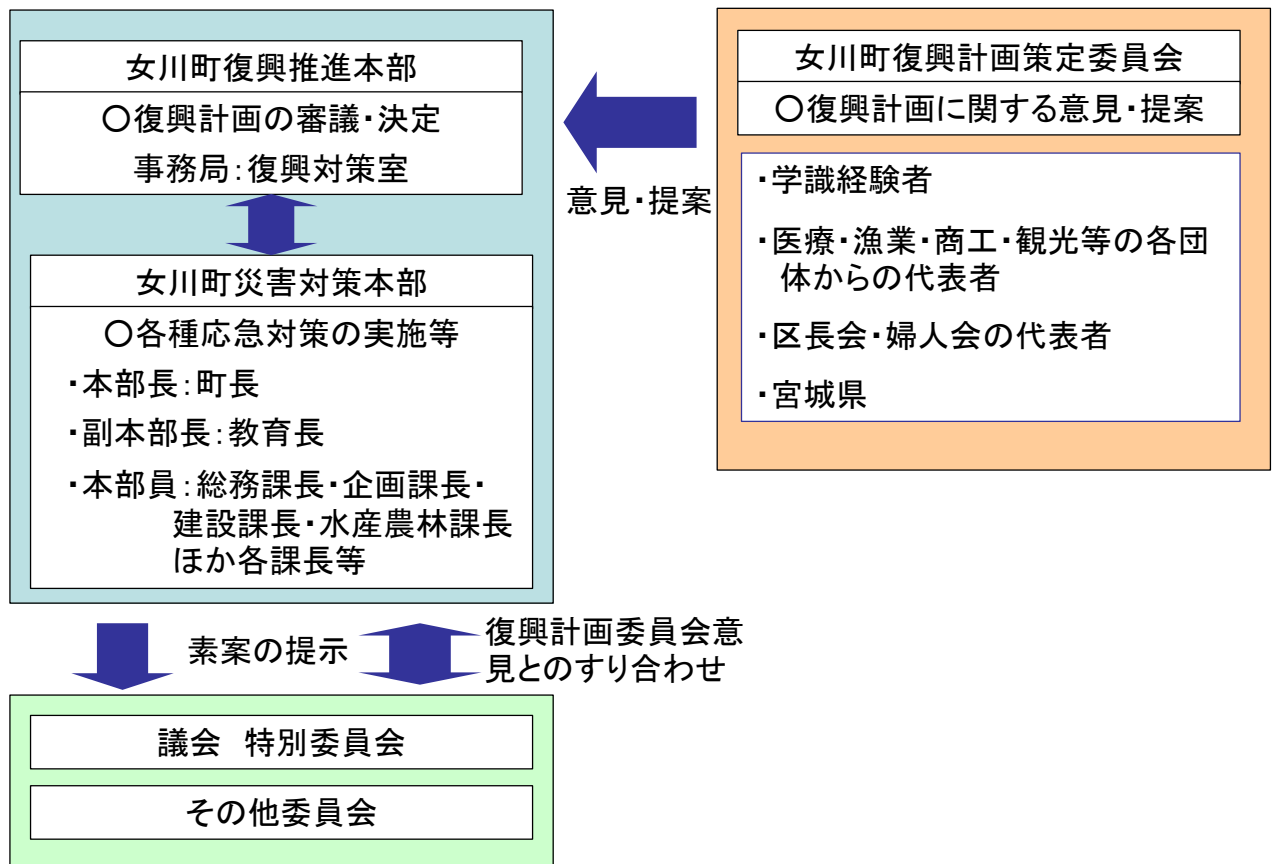 女川町復興推進本部
〇復興計画の審議・決定
事務局：復興対策室
女川町災害対策本部
〇各種応急対策の実施等
・本部長：町長
・副本部長：教育長
・本部員：総務課長・企画課長・
建設課長・水産農林課長
ほか各課長等
意見・提案
女川町復興計画策定委員会
〇復興計画に関する意見・提案
・学識経験者
・医療・漁業・商工・観光等の各団
体からの代表者
・区長会・婦人会の代表者
・宮城県
素案の提示
復興計画委員会意
見とのすり合わせ
議会　特別委員会
その他委員会